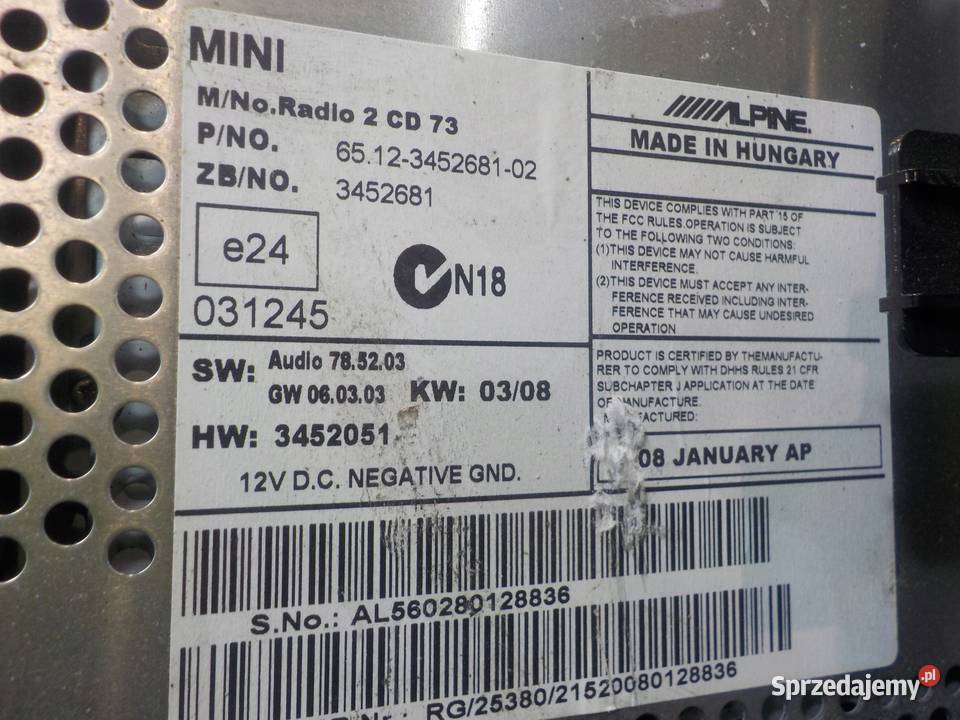 MINI
M/No.Radio 2 CD 73
P/NO. 65.12-3452681-02
ZB/NO. 3452681
e24
031245
N18
SW: Audio 78.52.03
GW 06.03.03 KW: 03/08
HW: 3452051
12V D.C. NEGATIVE GND.
ALPINE
MADE IN HUNGARY
THIS DEVICE COMPLIES WITH PART 15 OF
THE FCC RULES.OPERATION IS SUBJECT
TO THE FOLLOWING TWO CONDITIONS:
(1)THIS DEVICE MAY NOT CAUSE HARMFUL
INTERFERENCE.
(2)THIS DEVICE MUST ACCEPT ANY INTER-
FERENCE RECEIVED INCLUDING INTER-
FERENCE THAT MAY CAUSE UNDESIRED
OPERATION
PRODUCT IS CERTIFIED BY THEMANUFACTU-
RER TO COMPLY WITH DHHS RULES 21 CFR
SUBCHAPTER J APPLICATION AT THE DATE
OF MANUFACTURE.
08 JANUARY AP
S.No.: AL560280128836
RG/25380/21520080128836
Sprzedajemy.pl